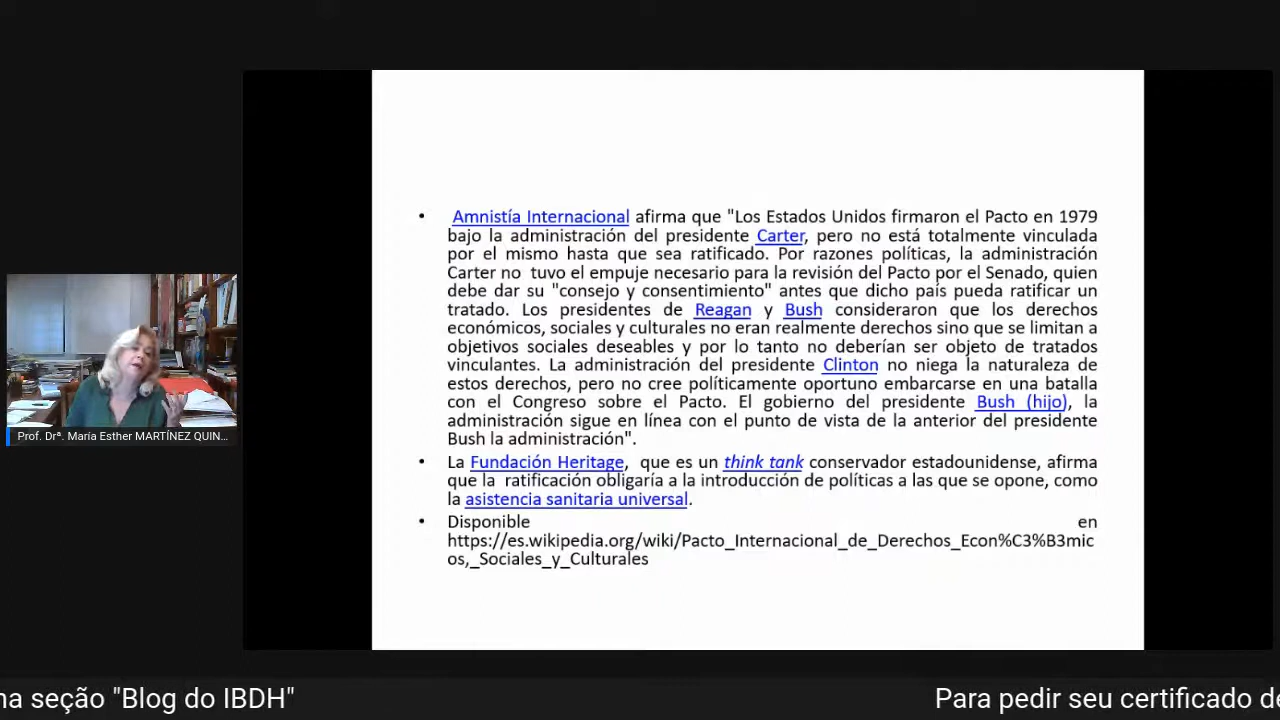 • Amnistía Internacional afirma que "Los Estados Unidos firmaron el Pacto en 1979
bajo la administración del presidente Carter, pero no está totalmente vinculada
por el mismo hasta que sea ratificado. Por razones políticas, la administración
Carter no tuvo el empuje necesario para la revisión del Pacto por el Senado, quien
debe dar su "consejo y consentimiento" antes que dicho país pueda ratificar un
tratado. Los presidentes de Reagan y Bush consideraron que los derechos
económicos, sociales y culturales no eran realmente derechos sino que se limitan a
objetivos sociales deseables y por lo tanto no deberían ser objeto de tratados
vinculantes. La administración del presidente Clinton no niega la naturaleza de
estos derechos, pero no cree políticamente oportuno embarcarse en una batalla
con el Congreso sobre el Pacto. El gobierno del presidente Bush (hijo), la
administración sigue en línea con el punto de vista de la anterior del presidente
Bush la administración".
• La Fundación Heritage, que es un think tank conservador estadounidense, afirma
que la ratificación obligaría a la introducción de políticas a las que se opone, como
la asistencia sanitaria universal.
• Disponible en
https://es.wikipedia.org/wiki/Pacto_Internacional_de_Derechos_Econ%C3%B3mic
os,_Sociales_y_Culturales
Prof. Drª. María Esther MARTÍNEZ QUIN...
na seção "Blog do IBDH"
Para pedir seu certificado de